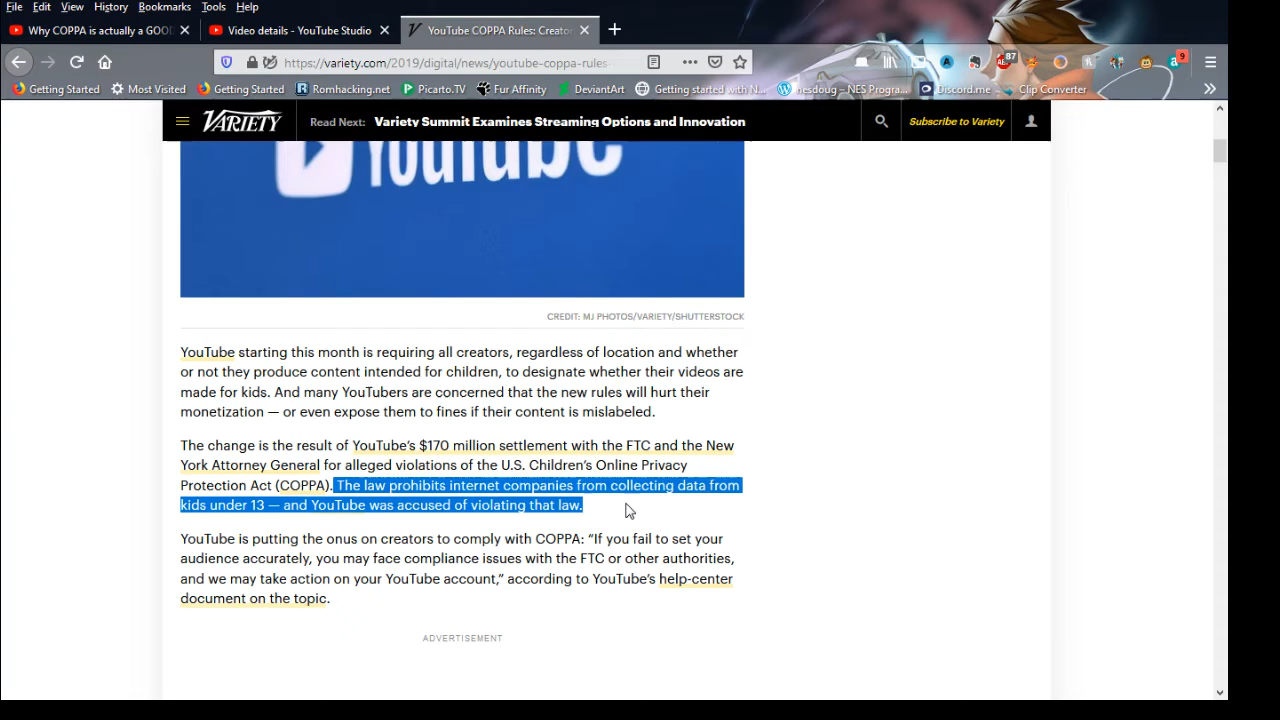 File Edit View History Bookmarks Tools Help
Why COPPA is actually a GOOD
Video details - YouTube Studio
YouTube COPPA Rules: Creator
https://variety.com/2019/digital/news/youtube-coppa-rules-
87
9
Getting Started Most Visited Getting Started Romhacking.net Picarto.TV Fur Affinity DeviantArt Getting started with N... nesdoug — NES Progra... Discord.me Clip Converter
VARIETY Read Next: Variety Summit Examines Streaming Options and Innovation Subscribe to Variety
YouTube
CREDIT: MJ PHOTOS/VARIETY/SHUTTERSTOCK
YouTube starting this month is requiring all creators, regardless of location and whether
or not they produce content intended for children, to designate whether their videos are
made for kids. And many YouTubers are concerned that the new rules will hurt their
monetization — or even expose them to fines if their content is mislabeled.
The change is the result of YouTube's $170 million settlement with the FTC and the New
York Attorney General for alleged violations of the U.S. Children's Online Privacy
Protection Act (COPPA). The law prohibits internet companies from collecting data from
kids under 13 — and YouTube was accused of violating that law.
YouTube is putting the onus on creators to comply with COPPA: “If you fail to set your
audience accurately, you may face compliance issues with the FTC or other authorities,
and we may take action on your YouTube account,” according to YouTube's help-center
document on the topic.
ADVERTISEMENT